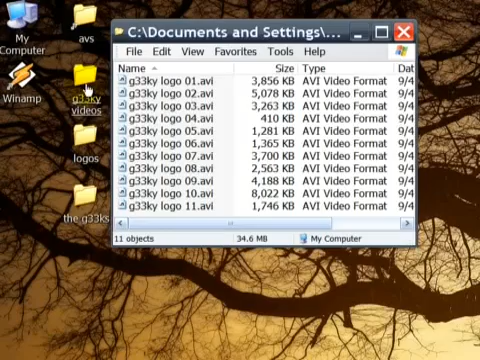 My
Computer
avs
Winamp
g33ky
videos
logos
the g33ks
C:\Documents and Settings\...
File Edit View Favorites Tools Help
Name Size Type Dat
g33ky logo 01.avi 3,856 KB AVI Video Format 9/4
g33ky logo 02.avi 5,078 KB AVI Video Format 9/4
g33ky logo 03.avi 3,263 KB AVI Video Format 9/4
g33ky logo 04.avi 410 KB AVI Video Format 9/4
g33ky logo 05.avi 1,281 KB AVI Video Format 9/4
g33ky logo 06.avi 1,365 KB AVI Video Format 9/4
g33ky logo 07.avi 3,700 KB AVI Video Format 9/4
g33ky logo 08.avi 2,563 KB AVI Video Format 9/4
g33ky logo 09.avi 4,188 KB AVI Video Format 9/4
g33ky logo 10.avi 8,022 KB AVI Video Format 9/4
g33ky logo 11.avi 1,746 KB AVI Video Format 9/4
11 objects 34.6 MB My Computer